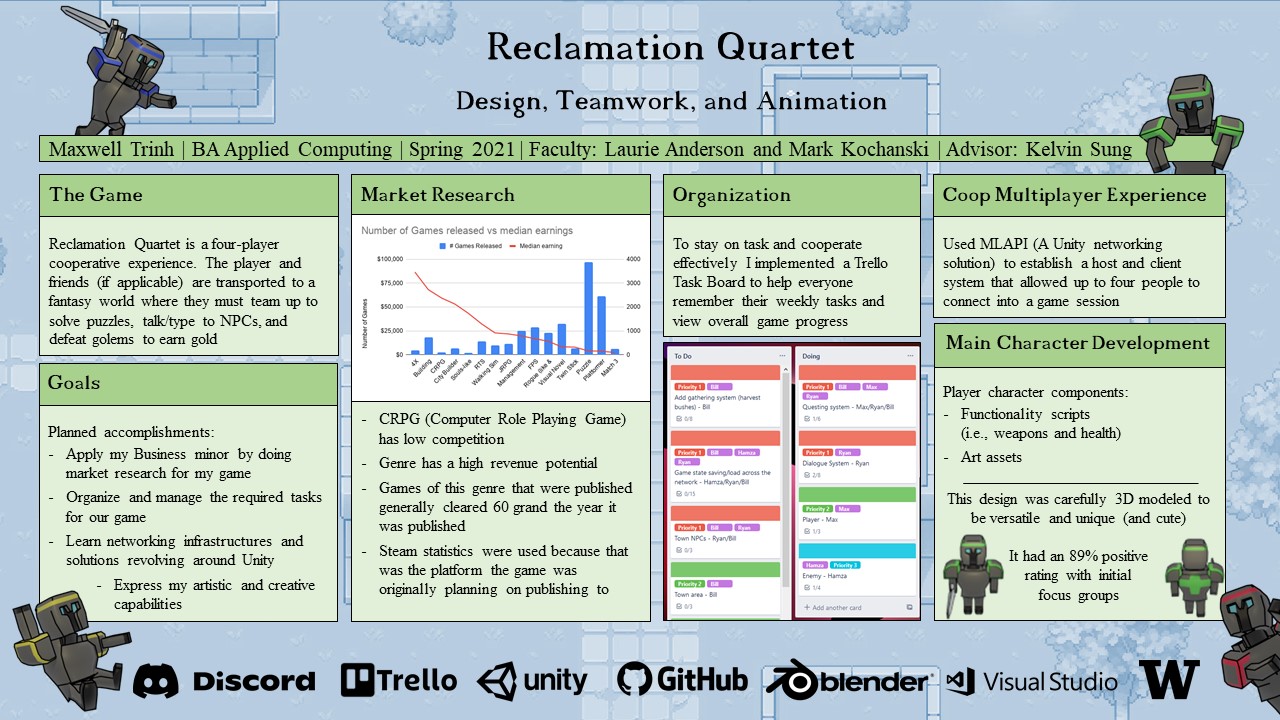 Reclamation Quartet
Design, Teamwork, and Animation
Maxwell Trinh | BA Applied Computing | Spring 2021 | Faculty: Laurie Anderson and Mark Kochanski | Advisor: Kelvin Sung
The Game
Reclamation Quartet is a four-player
cooperative experience. The player and
friends (if applicable) are transported to a
fantasy world where they must team up to
solve puzzles, talk/type to NPCs, and
defeat golems to earn gold
Goals
Planned accomplishments:
- Apply my Business minor by doing
market research for my game
- Organize and manage the required tasks
for our game
- Learn networking infrastructures and
solutions revolving around Unity
- Express my artistic and creative
capabilities
Market Research
Number of Games released vs median earnings
# Games Released
Median earning
$100,000
$75,000
$50,000
$25,000
$0
Number of Games
4000
3000
2000
1000
0
4X
Building
CRPG
City Builder
Souls-like
RTS
Walking Sim
JRPG
Management
FPS
Rogue Site &
Visual Novel
Twin Stick
Puzzle
Platformer
Match 3
- CRPG (Computer Role Playing Game)
has low competition
- Genre has a high revenue potential
- Games of this genre that were published
generally cleared 60 grand the year it
was published
- Steam statistics were used because that
was the platform the game was
originally planning on publishing to
Organization
To stay on task and cooperate
effectively I implemented a Trello
Task Board to help everyone
remember their weekly tasks and
view overall game progress
To Do
Priority 1 Bill
Add gathering system (harvest
bushes) - Bill
0/8
Priority 1 Bill Hamza
Ryan
Game state saving/load across the
network - Hamza/Ryan/Bill
0/15
Priority 1 Bill Ryan
Town NPCs - Ryan/Bill
0/3
Priority 2 Bill
Town area - Bill
0/3
Doing
Priority 1 Bill Max
Ryan
Questing system - Max/Ryan/Bill
1/6
Priority 1 Ryan
Dialogue System - Ryan
2/8
Priority 2 Max
Player - Max
1/3
Hamza Priority 3
Enemy - Hamza
1/4
+ Add another card
Coop Multiplayer Experience
Used MLAPI (A Unity networking
solution) to establish a host and client
system that allowed up to four people to
connect into a game session
Main Character Development
Player character components:
- Functionality scripts
(i.e., weapons and health)
- Art assets
This design was carefully 3D modeled to
be versatile and unique (and cute)
It had an 89% positive
rating with initial
focus groups
Discord
Trello
unity
GitHub
blender
Visual Studio
W